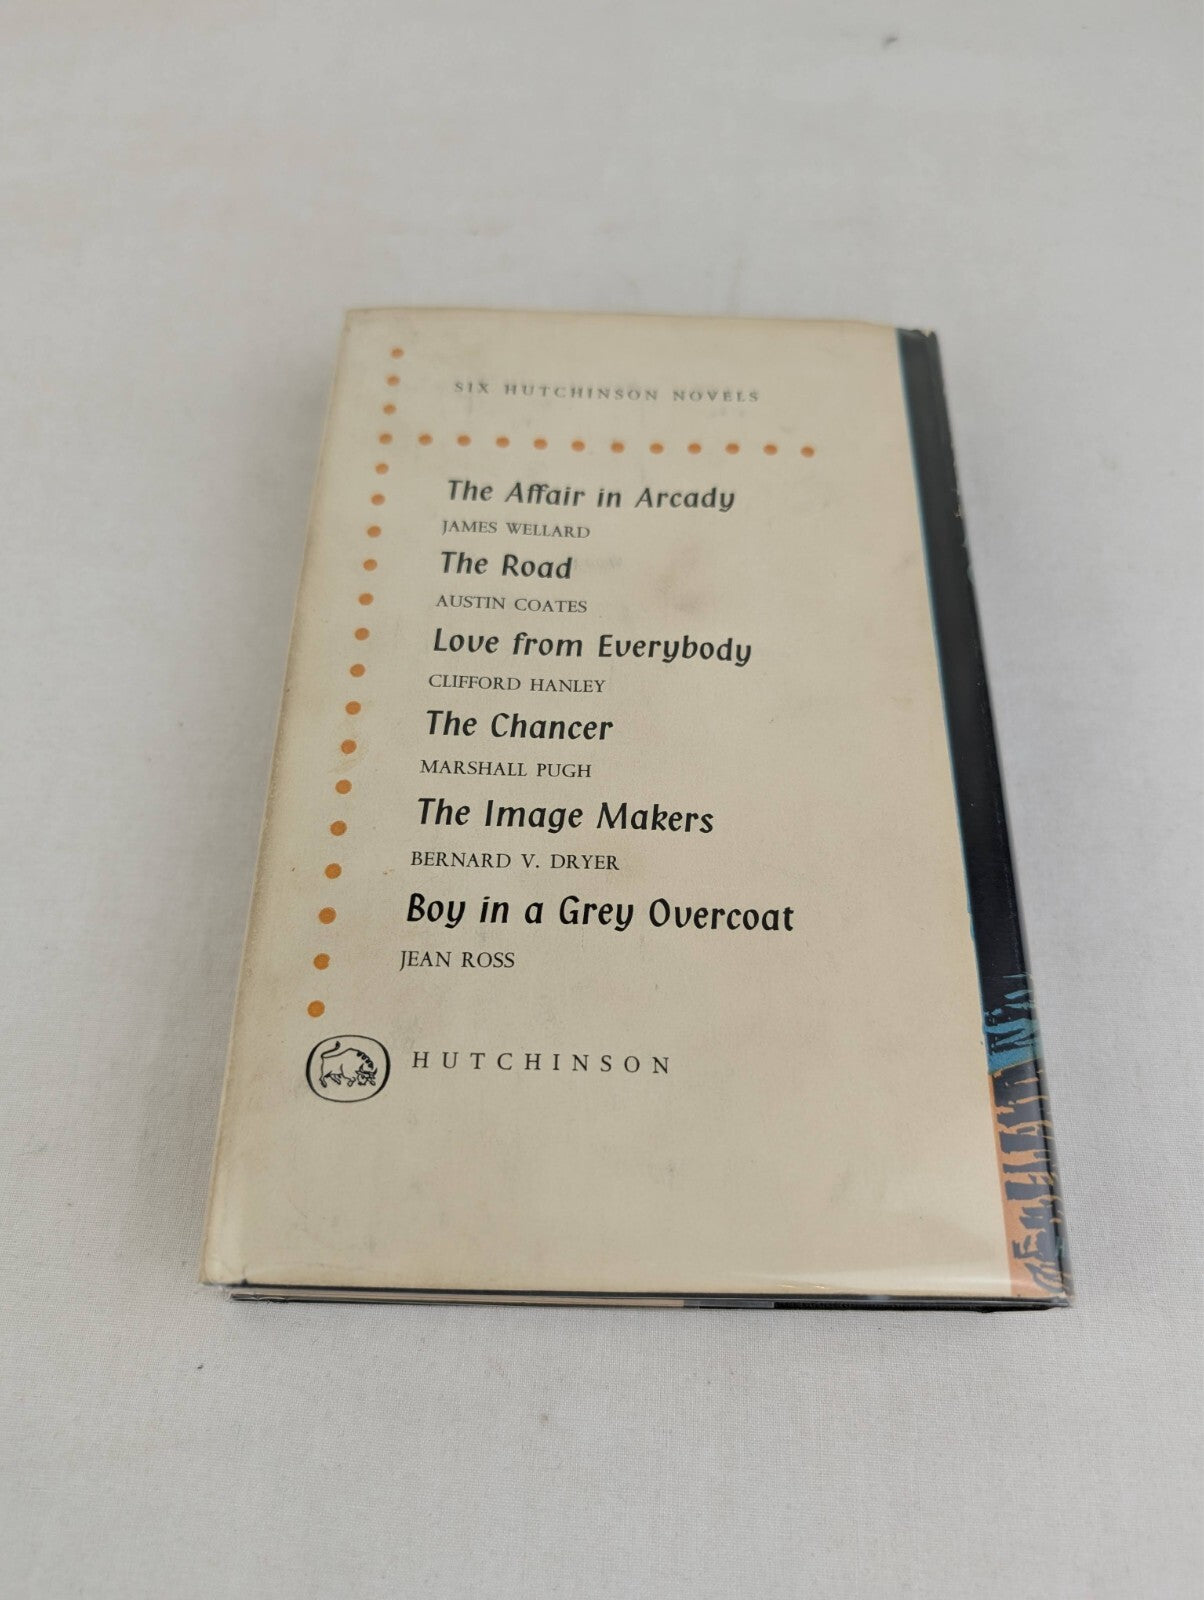 SIX HUTCHINSON NOVELS
The Affair in Arcady
JAMES WELLARD
The Road
AUSTIN COATES
Love from Everybody
CLIFFORD HANLEY
The Chancer
MARSHALL PUGH
The Image Makers
BERNARD V. DRYER
Boy in a Grey Overcoat
JEAN ROSS
HUTCHINSON